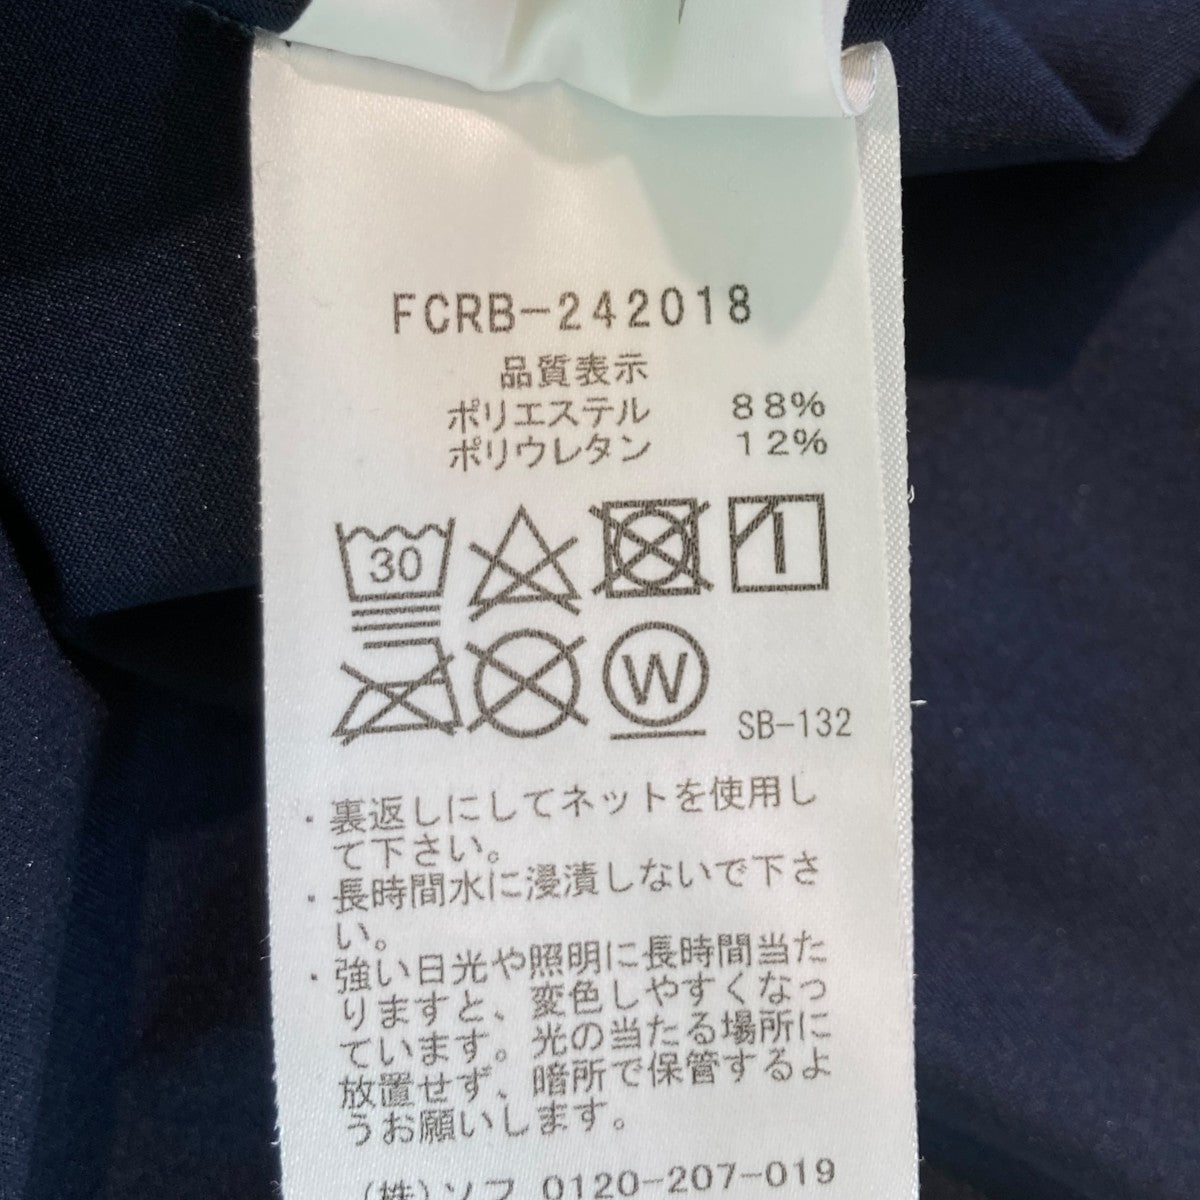 FCRB-242018
品質表示
ポリエステル 88%
ポリウレタン 12%
30
W
SB-132
・裏返しにしてネットを使用し
て下さい。
・長時間水に浸漬しないで下さ
い。
・強い日光や照明に長時間当た
りますと、変色しやすくなっ
ています。光の当たる場所に
放置せず、暗所で保管するよ
うお願いします。
(株)ソフ 0120-207-019